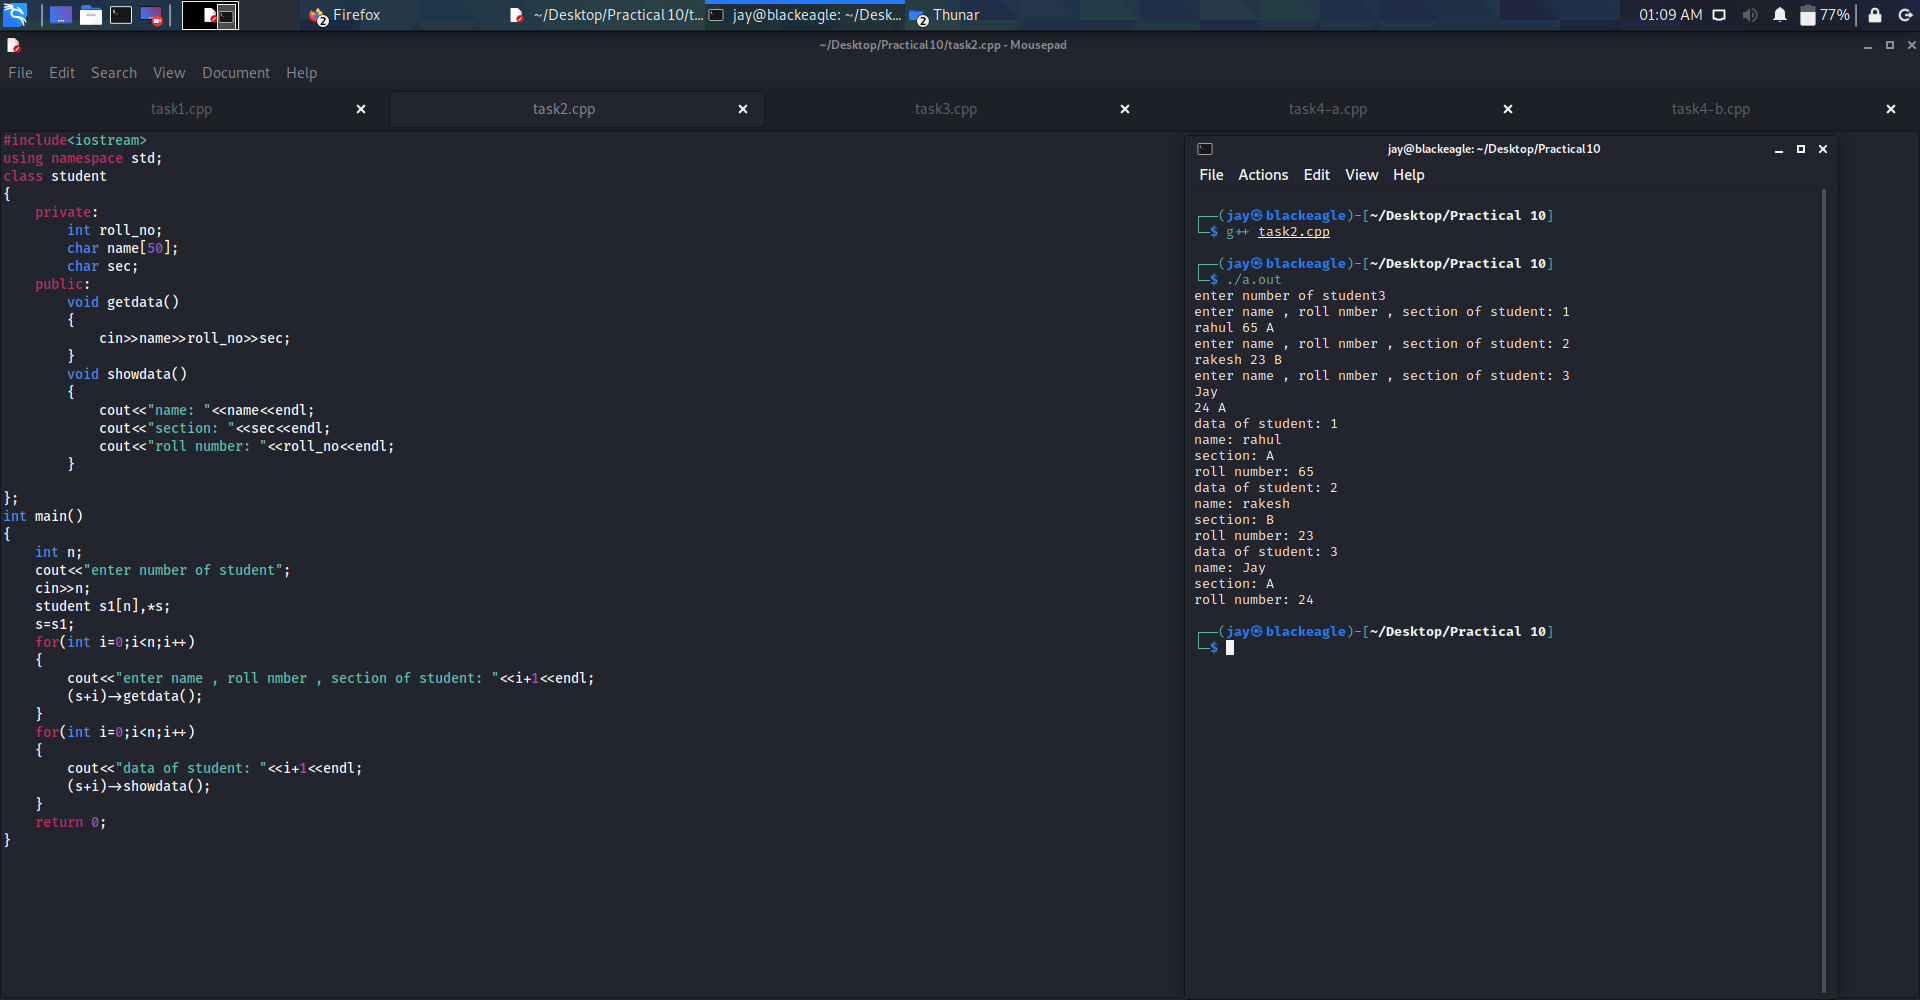 Firefox
~/Desktop/Practical10/t...
jay@blackeagle: ~/Desk...
Thunar
01:09 AM
77%
~/Desktop/Practical10/task2.cpp - Mousepad
File Edit Search View Document Help
task1.cpp
task2.cpp
task3.cpp
task4-a.cpp
task4-b.cpp
#include<iostream>
using namespace std;
class student
{
    private:
        int roll_no;
        char name[50];
        char sec;
    public:
        void getdata()
        {
            cin>>name>>roll_no>>sec;
        }
        void showdata()
        {
            cout<<"name: "<<name<<endl;
            cout<<"section: "<<sec<<endl;
            cout<<"roll number: "<<roll_no<<endl;
        }
};
int main()
{
    int n;
    cout<<"enter number of student";
    cin>>n;
    student s1[n],*s;
    s=s1;
    for(int i=0;i<n;i++)
    {
        cout<<"enter name , roll nmber , section of student: "<<i+1<<endl;
        (s+i)->getdata();
    }
    for(int i=0;i<n;i++)
    {
        cout<<"data of student: "<<i+1<<endl;
        (s+i)->showdata();
    }
    return 0;
}
jay@blackeagle: ~/Desktop/Practical10
File Actions Edit View Help
┌──(jay㉿blackeagle)-[~/Desktop/Practical 10]
└─$ g++ task2.cpp
┌──(jay㉿blackeagle)-[~/Desktop/Practical 10]
└─$ ./a.out
enter number of student3
enter name , roll nmber , section of student: 1
rahul 65 A
enter name , roll nmber , section of student: 2
rakesh 23 B
enter name , roll nmber , section of student: 3
Jay
24 A
data of student: 1
name: rahul
section: A
roll number: 65
data of student: 2
name: rakesh
section: B
roll number: 23
data of student: 3
name: Jay
section: A
roll number: 24
┌──(jay㉿blackeagle)-[~/Desktop/Practical 10]
└─$